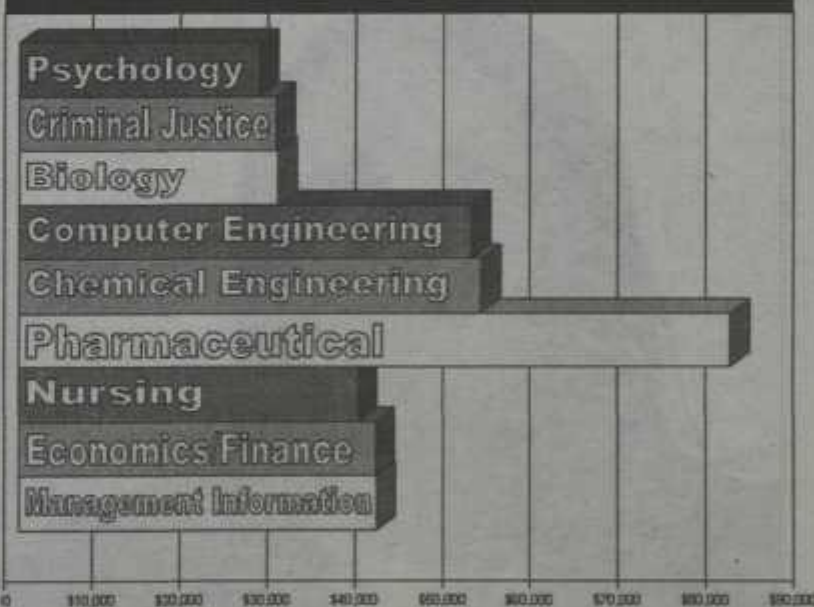 Psychology
Criminal Justice
Biology
Computer Engineering
Chemical Engineering
Pharmaceutical
Nursing
Economics Finance
Management Information
$10,000 $20,000 $30,000 $40,000 $50,000 $60,000 $70,000 $80,000 $90,000